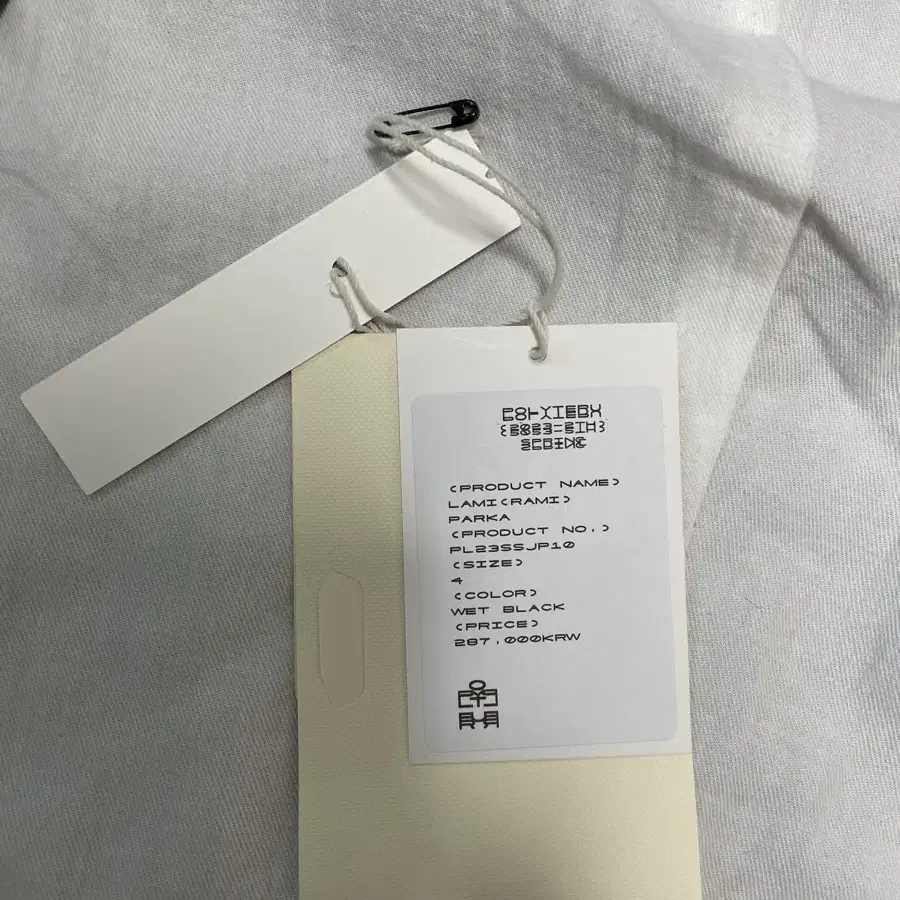 (PRODUCT NAME)
LAMI(RAMI)
PARKA
(PRODUCT NO.)
PL23SSJP10
(SIZE)
4
(COLOR)
WET BLACK
(PRICE)
287.000KRW